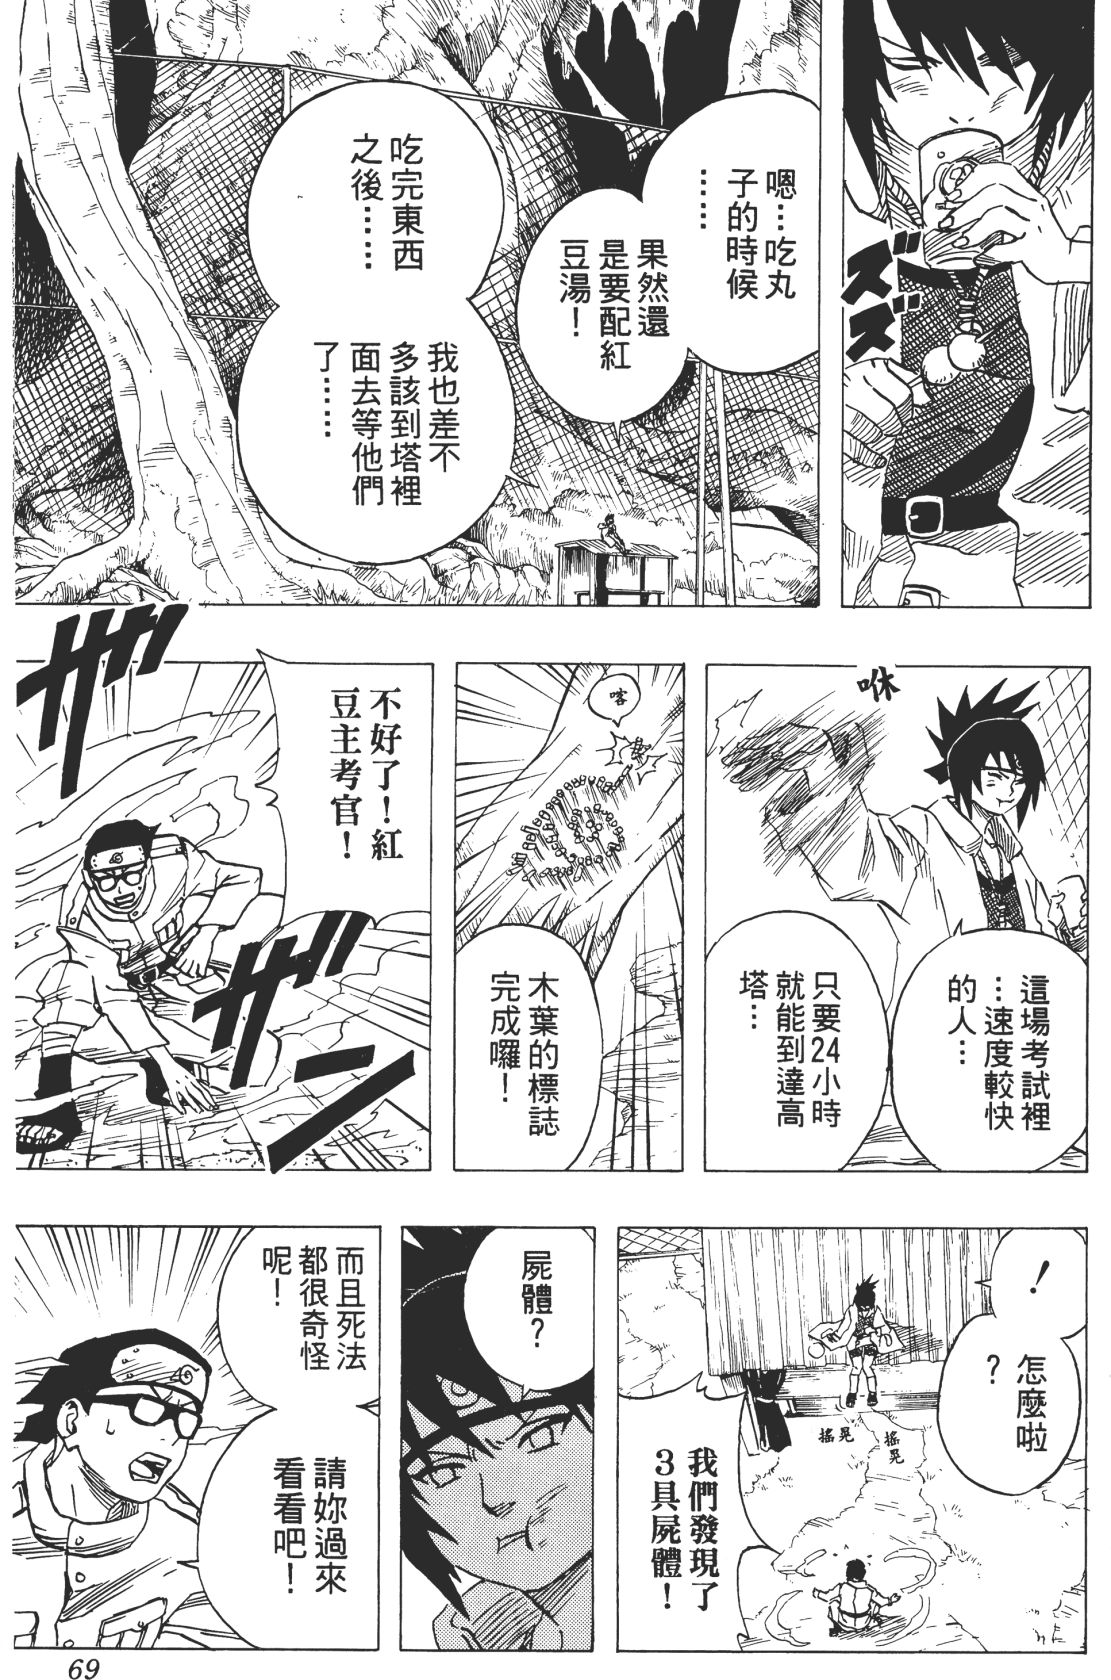 ズズ
嗯…吃丸
子的時候
……
果然還
是要配紅
豆湯！
吃完東西
之後……
我也差不
多該到塔裡
面去等他們
了……
咻
這場考試裡
…速度較快
的人…
只要24小時
就能到達高
塔…
喀
木葉的標誌
完成囉！
ザザ
不好了！紅
豆主考官！
ザザーン
！
怎麼啦
？
搖晃
搖晃
我們發現了
3具屍體！
屍體？
而且死法
都很奇怪
呢！
請妳過來
看看吧！
69